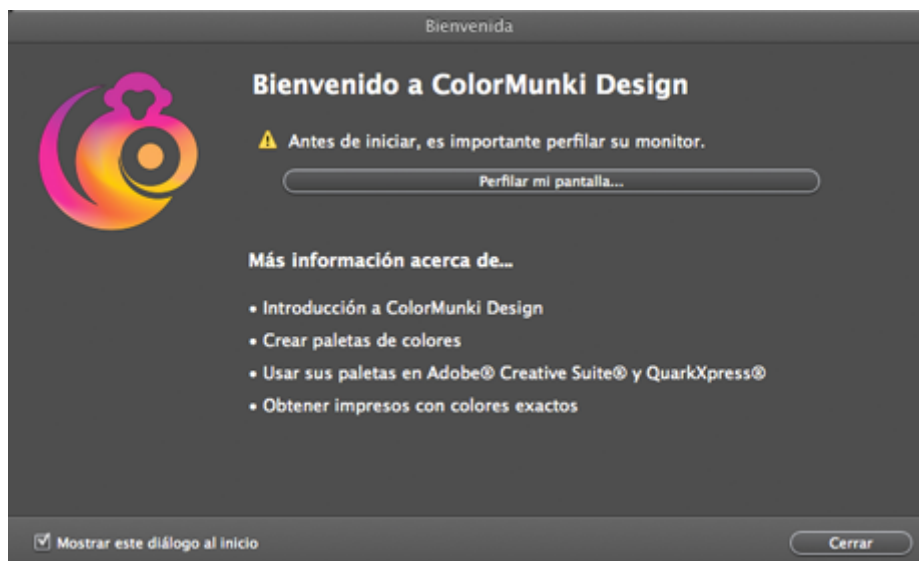 Bienvenida
Bienvenido a ColorMunki Design
Antes de iniciar, es importante perfilar su monitor.
Perfilar mi pantalla...
Más información acerca de...
• Introducción a ColorMunki Design
• Crear paletas de colores
• Usar sus paletas en Adobe® Creative Suite® y QuarkXpress®
• Obtener impresos con colores exactos
Mostrar este diálogo al inicio
Cerrar